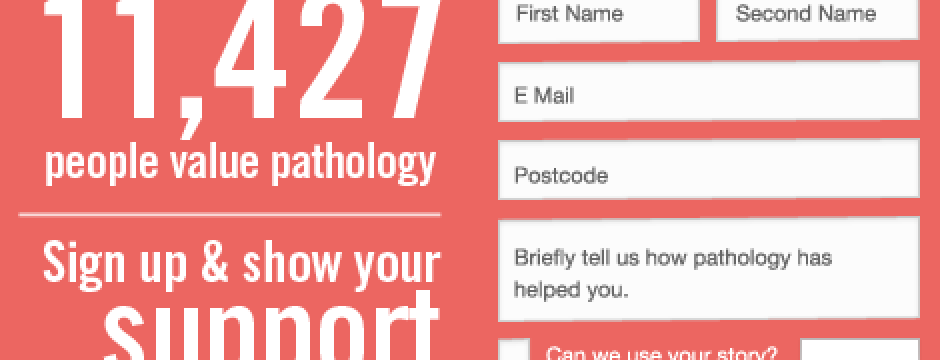 11,427
people value pathology
Sign up & show your
support
First Name
Second Name
E Mail
Postcode
Briefly tell us how pathology has
helped you.
Can we use your story?